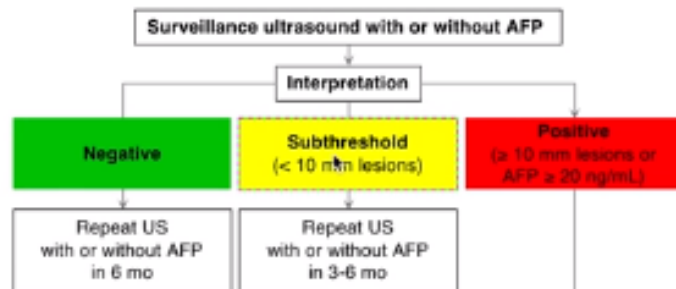 Surveillance ultrasound with or without AFP
Interpretation
Negative
Subthreshold
(< 10 mm lesions)
Positive
(≥ 10 mm lesions or
AFP ≥ 20 ng/mL)
Repeat US
with or without AFP
in 6 mo
Repeat US
with or without AFP
in 3-6 mo